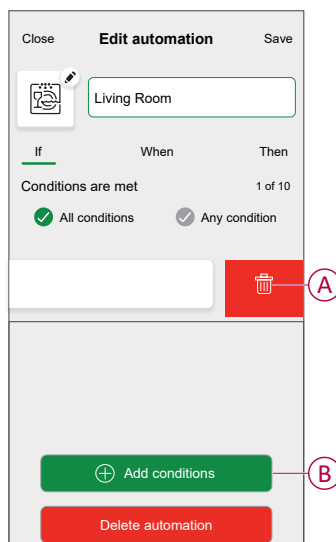 Close Edit automation Save
Living Room
If When Then
Conditions are met 1 of 10
All conditions Any condition
A
Add conditions B
Delete automation